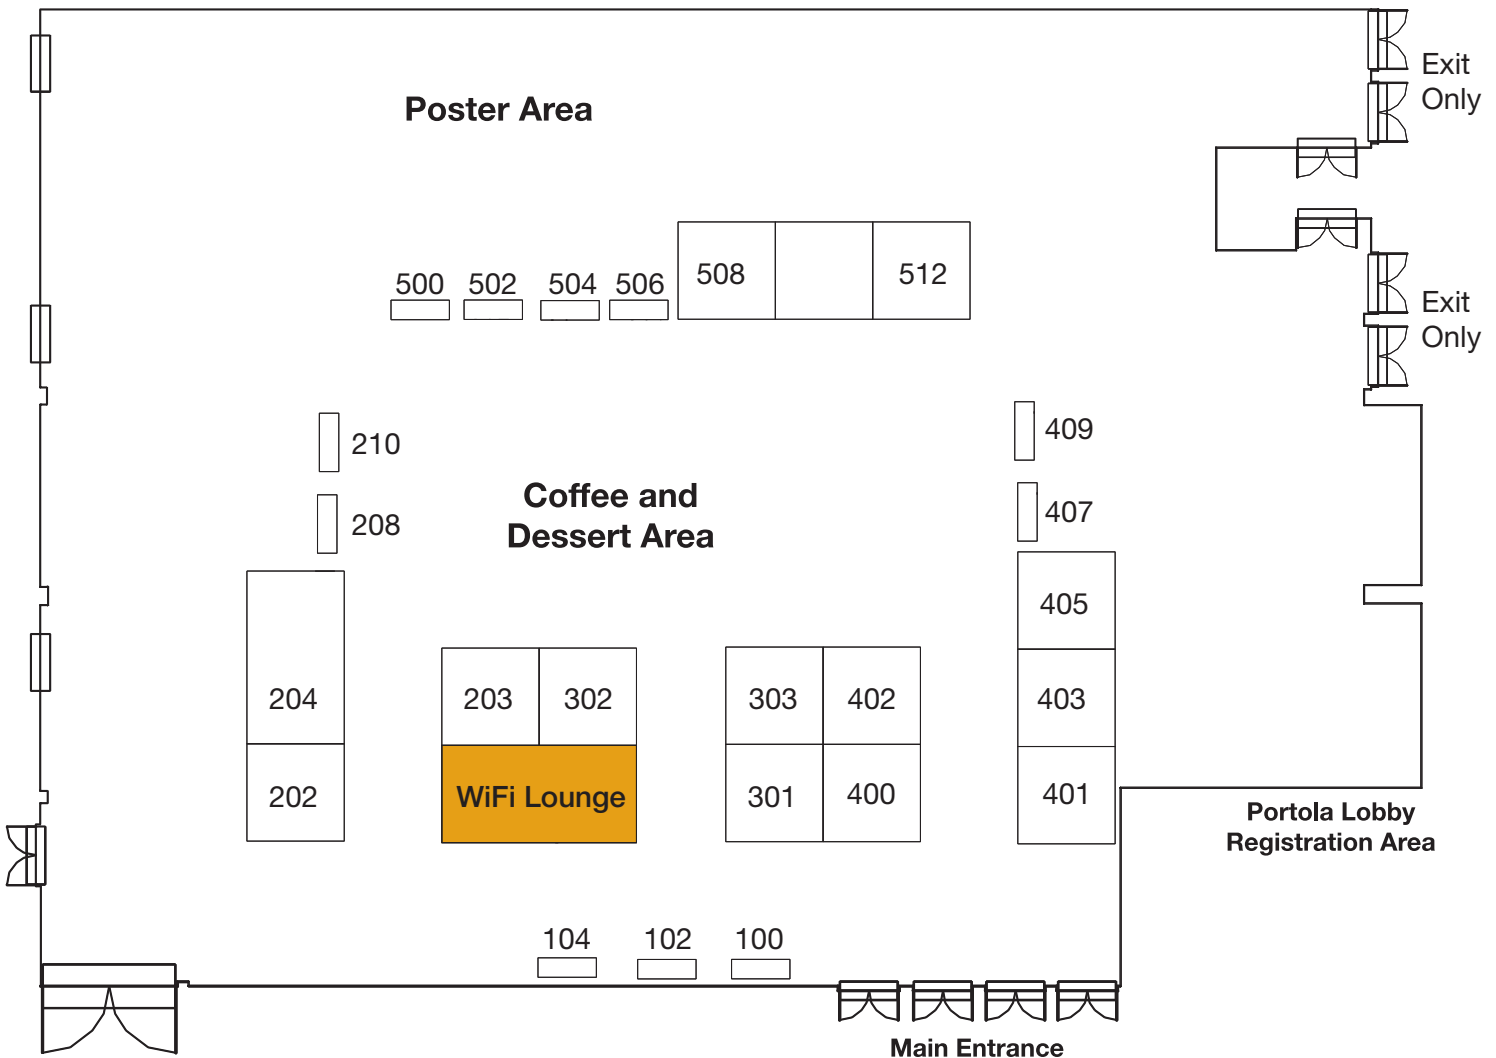 Exit
Only
Poster Area
508
512
500
502
504
506
Exit
Only
210
409
Coffee and
Dessert Area
208
407
405
204
203
302
303
402
403
202
WiFi Lounge
301
400
401
Portola Lobby
Registration Area
104
102
100
Main Entrance